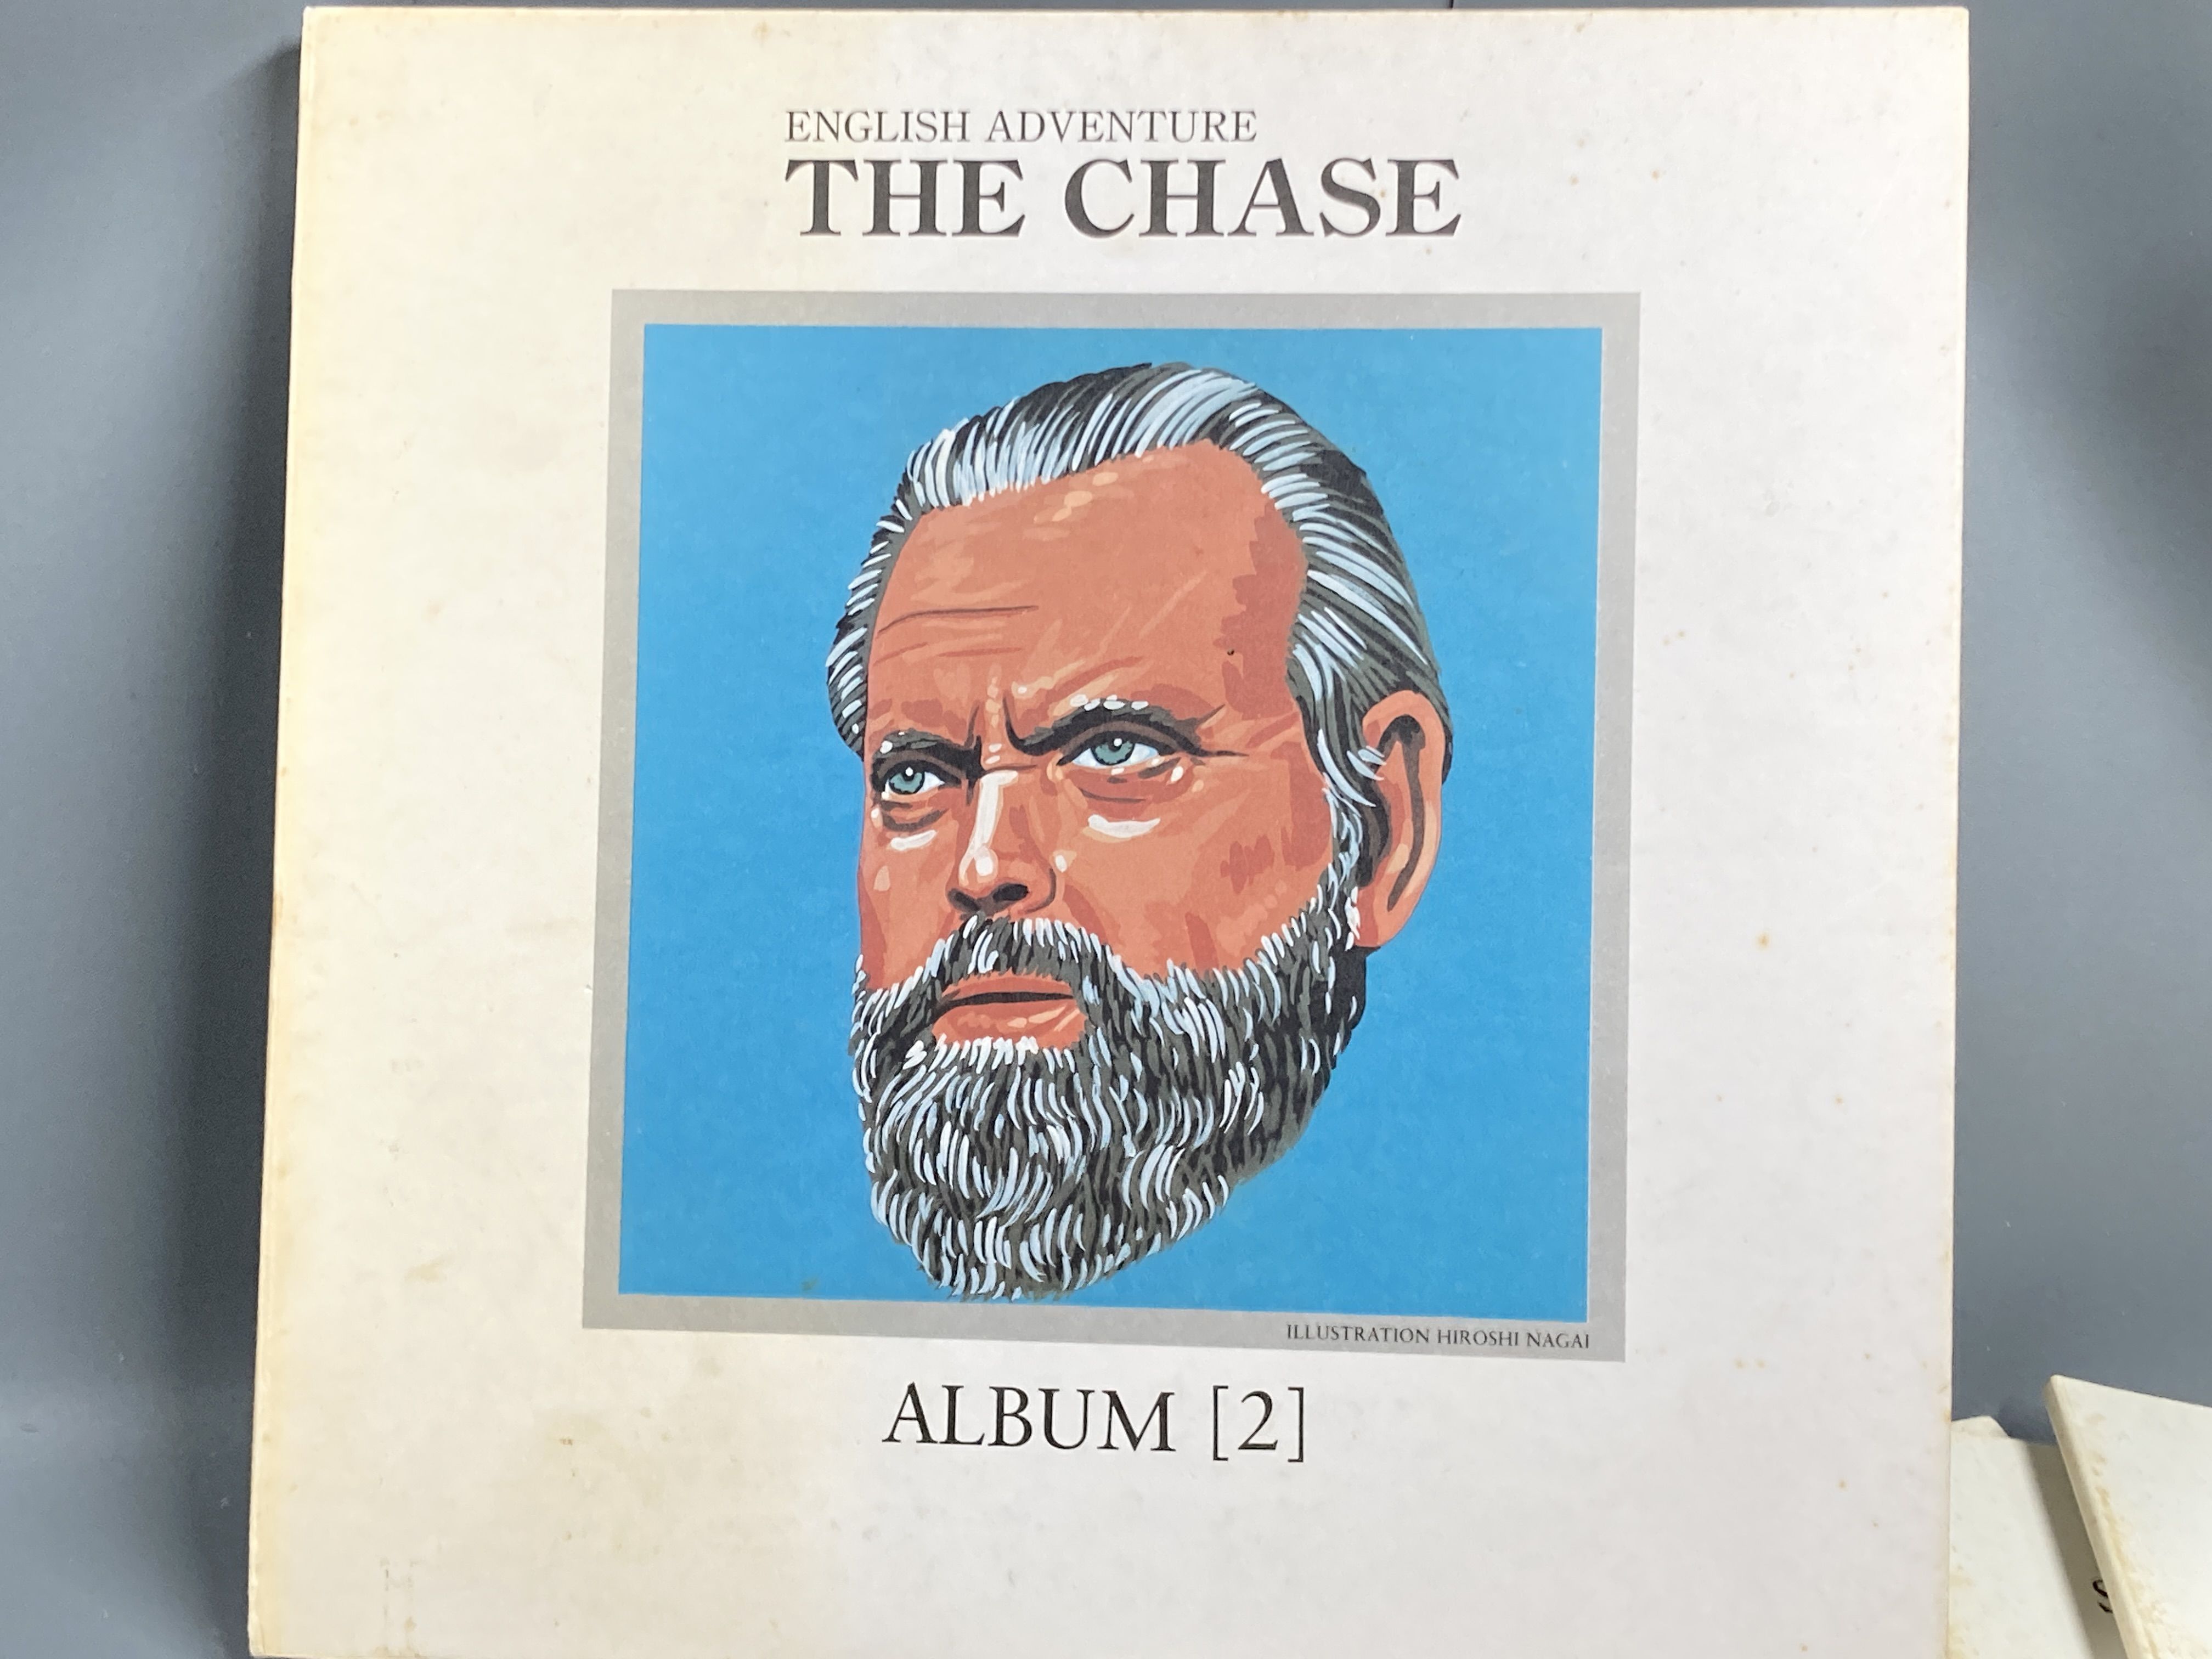 ENGLISH ADVENTURE
THE CHASE
ILLUSTRATION HIROSHI NAGAI
ALBUM [2]